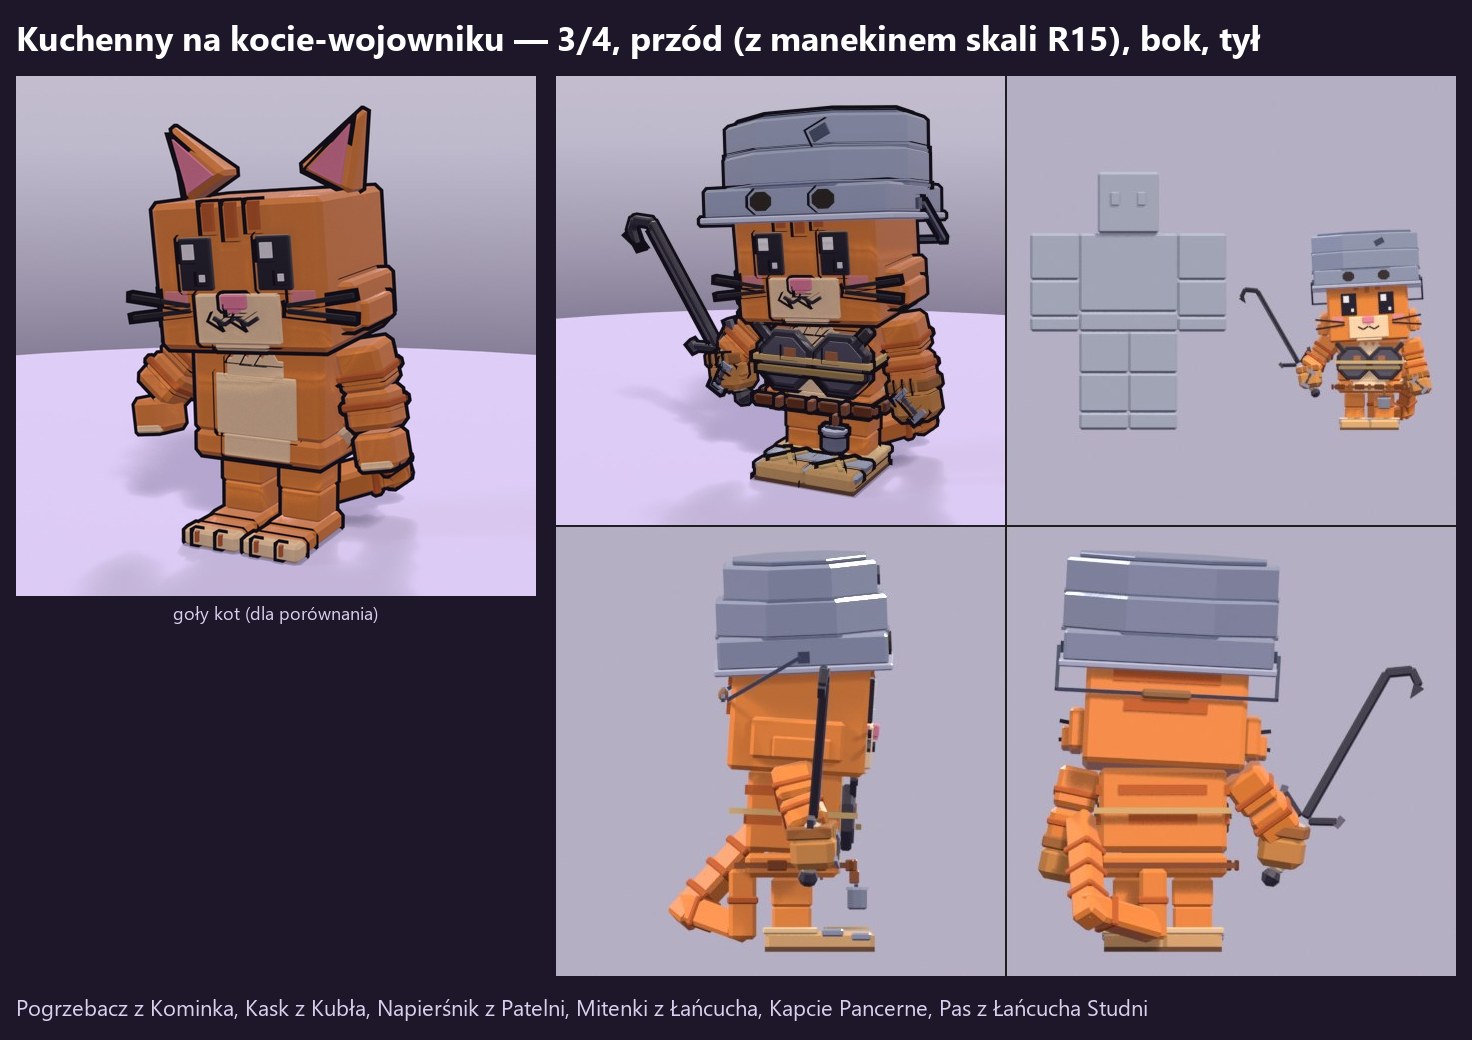 Kuchenny na kocie-wojowniku — 3/4, przód (z manekinem skali R15), bok, tył
goły kot (dla porównania)
Pogrzebacz z Kominka, Kask z Kubła, Napierśnik z Patelni, Mitenki z Łańcucha, Kapcie Pancerne, Pas z Łańcucha Studni